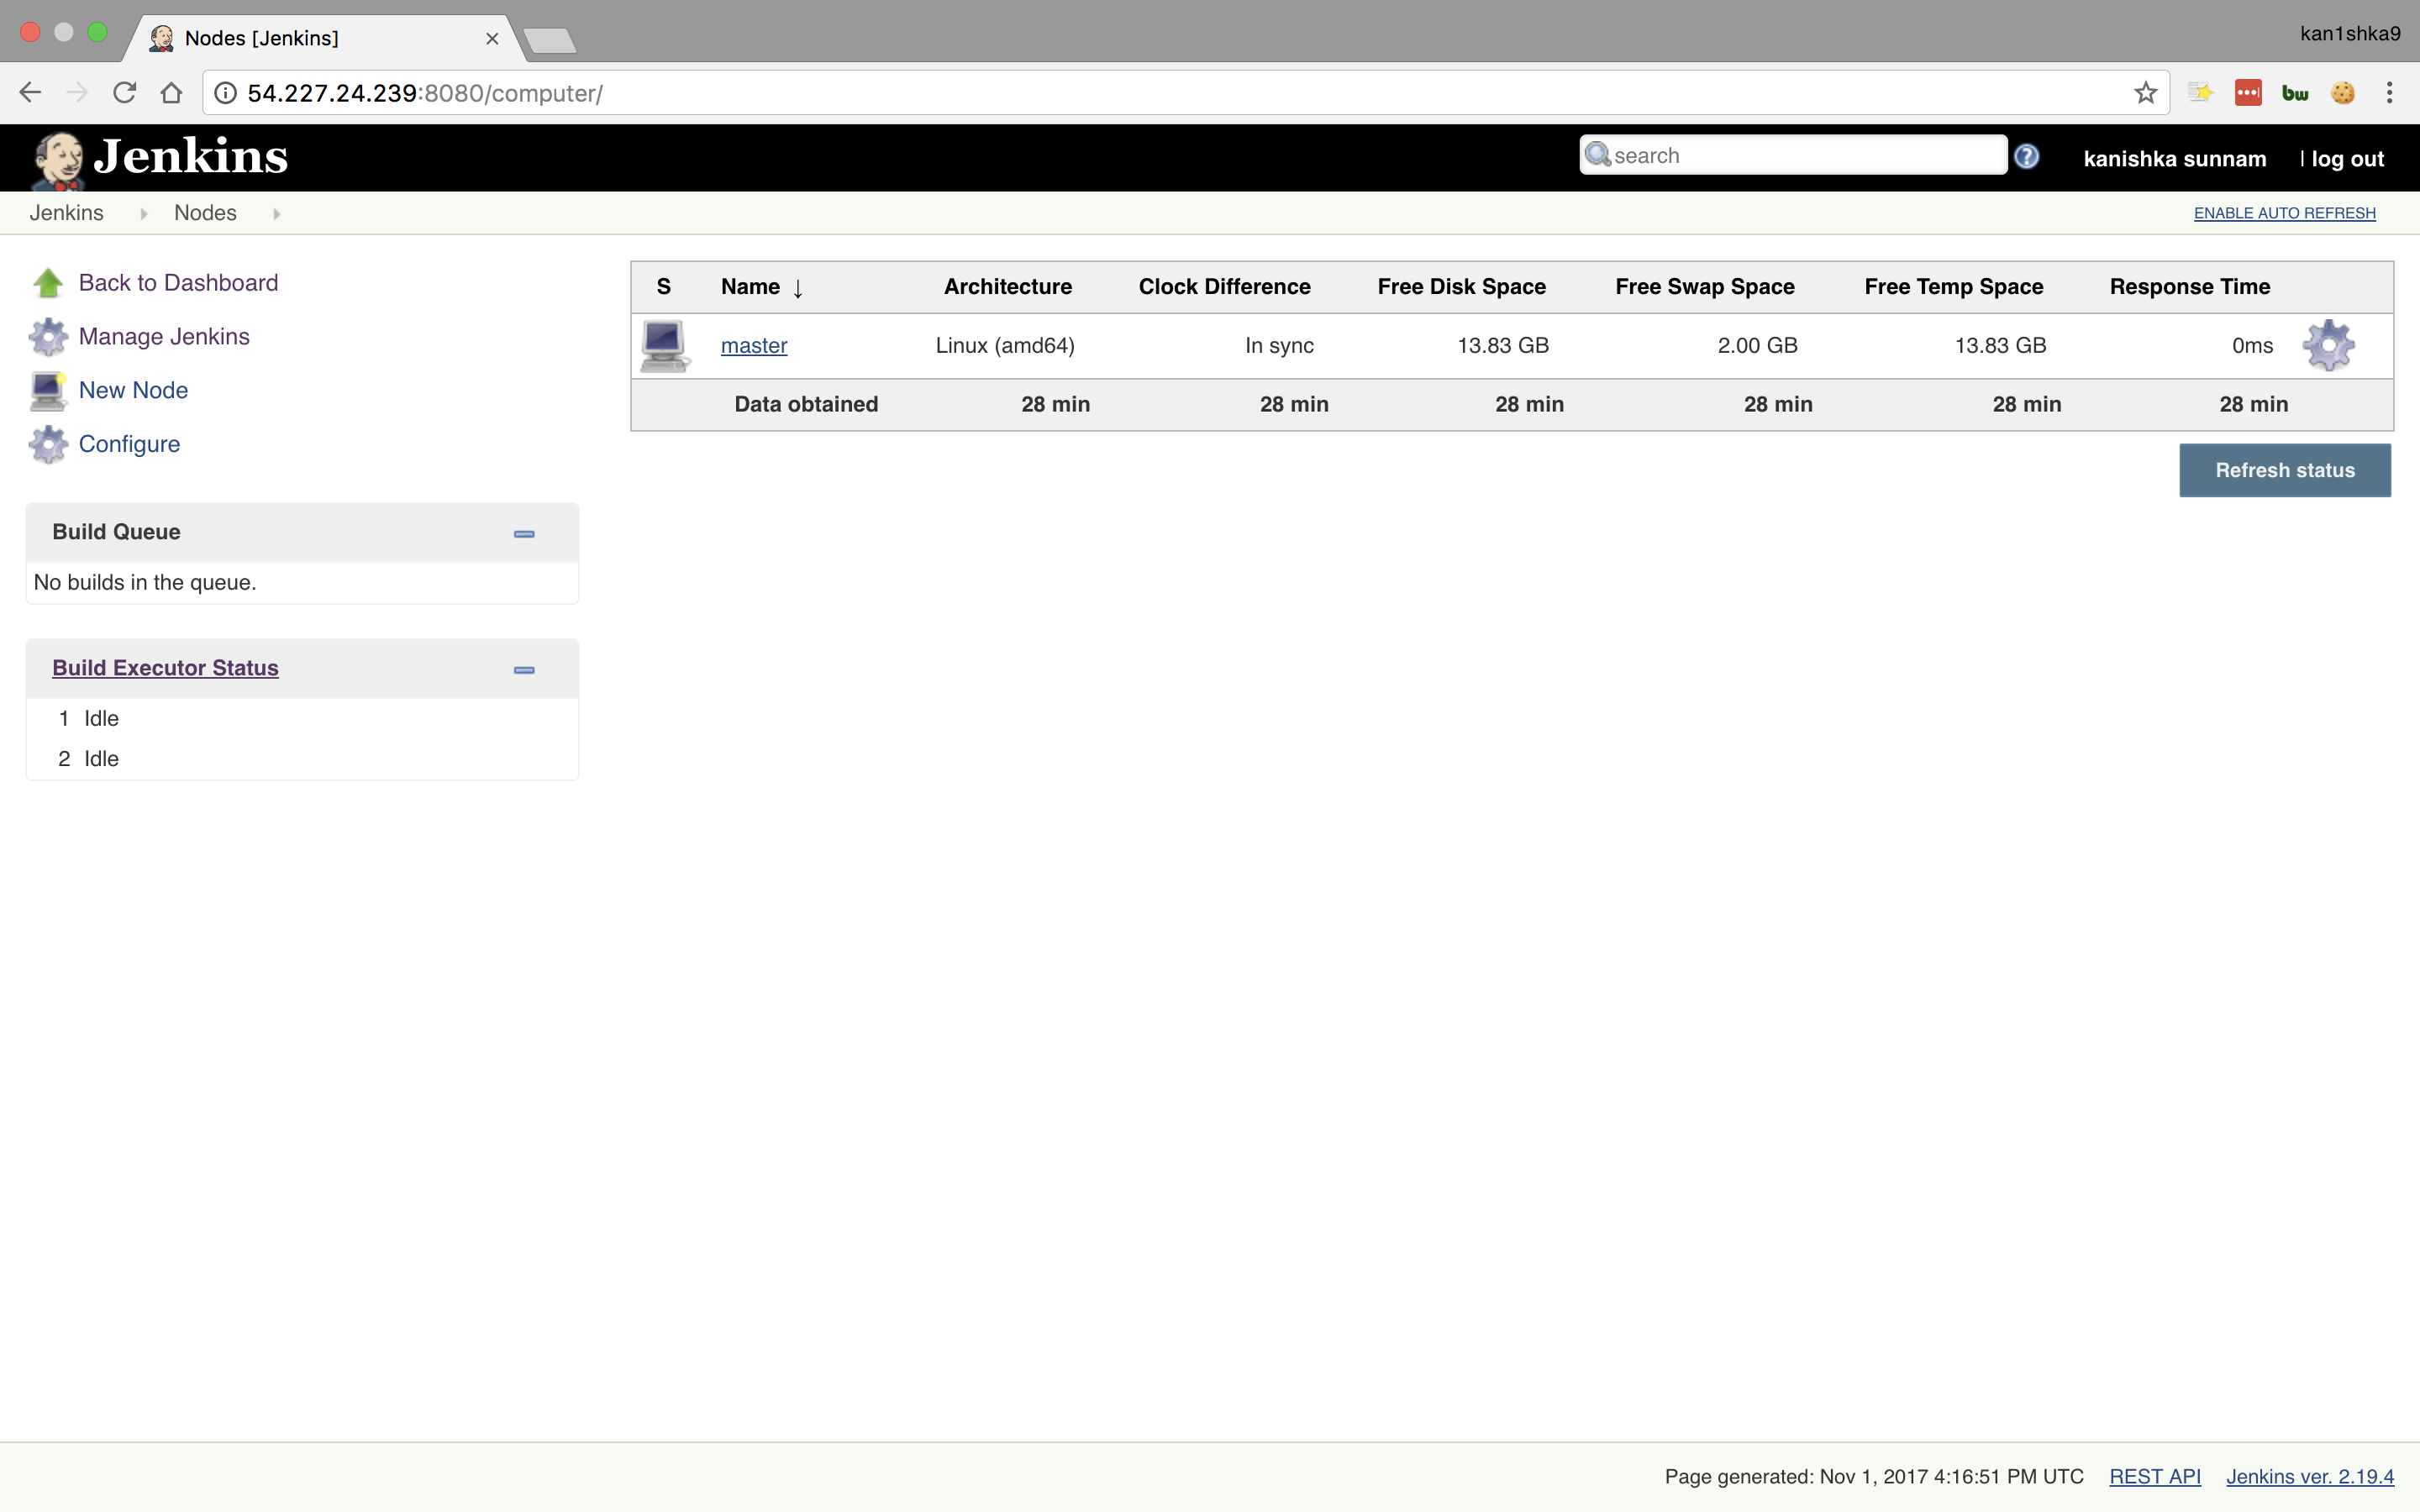 Nodes [Jenkins]
kan1shka9
54.227.24.239:8080/computer/
bw
Jenkins
search
kanishka sunnam | log out
Jenkins Nodes
ENABLE AUTO REFRESH
Back to Dashboard
Manage Jenkins
New Node
Configure
Build Queue
No builds in the queue.
Build Executor Status
1 Idle
2 Idle
S Name ↓ Architecture Clock Difference Free Disk Space Free Swap Space Free Temp Space Response Time
master Linux (amd64) In sync 13.83 GB 2.00 GB 13.83 GB 0ms
Data obtained 28 min 28 min 28 min 28 min 28 min 28 min
Refresh status
Page generated: Nov 1, 2017 4:16:51 PM UTC REST API Jenkins ver. 2.19.4